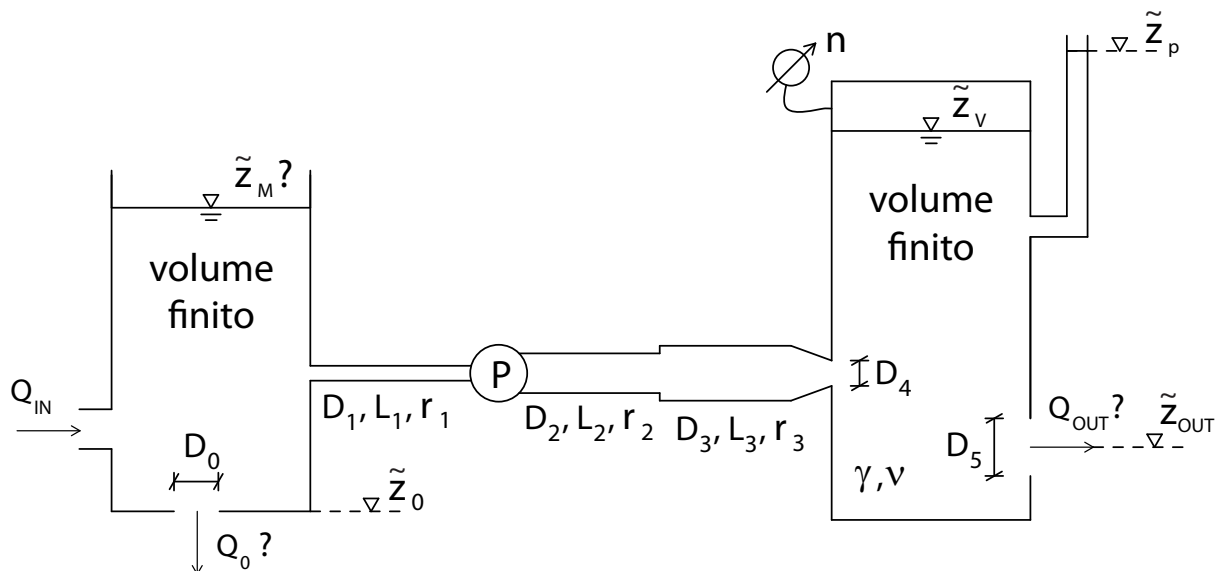 n
z̃p
z̃V
z̃M?
volume
finito
volume
finito
QIN
D0
Q0?
z̃0
D1, L1, r1
P
D2, L2, r2
D3, L3, r3
D4
D5
QOUT?
z̃OUT
γ,ν